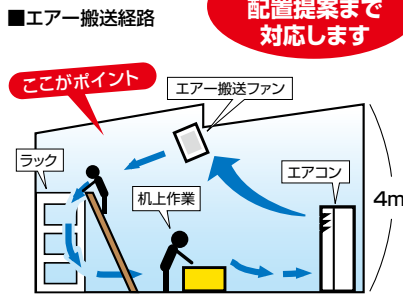 ■エアー搬送経路
配置提案まで
対応します
ここがポイント
エアー搬送ファン
ラック
机上作業
エアコン
4m